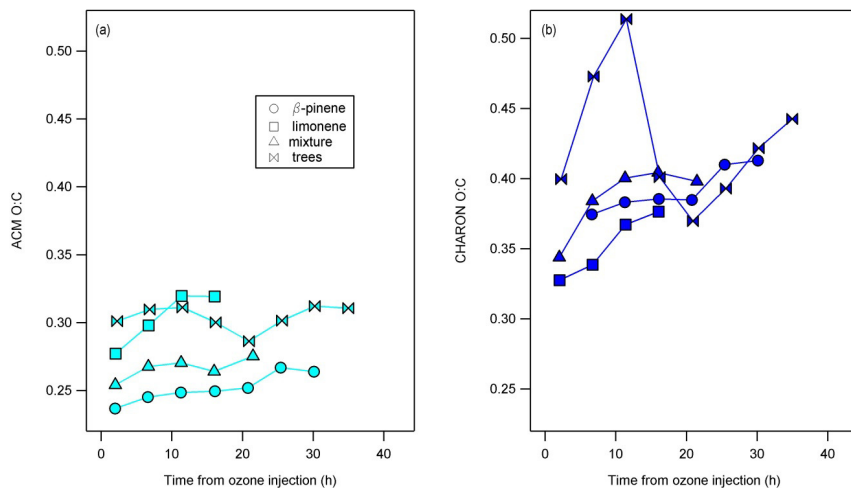 (a)
0.50
0.45
0.40
0.35
0.30
0.25
ACM O:C
β-pinene
limonene
mixture
trees
0 10 20 30 40
Time from ozone injection (h)
(b)
0.50
0.45
0.40
0.35
0.30
0.25
CHARON O:C
0 10 20 30 40
Time from ozone injection (h)